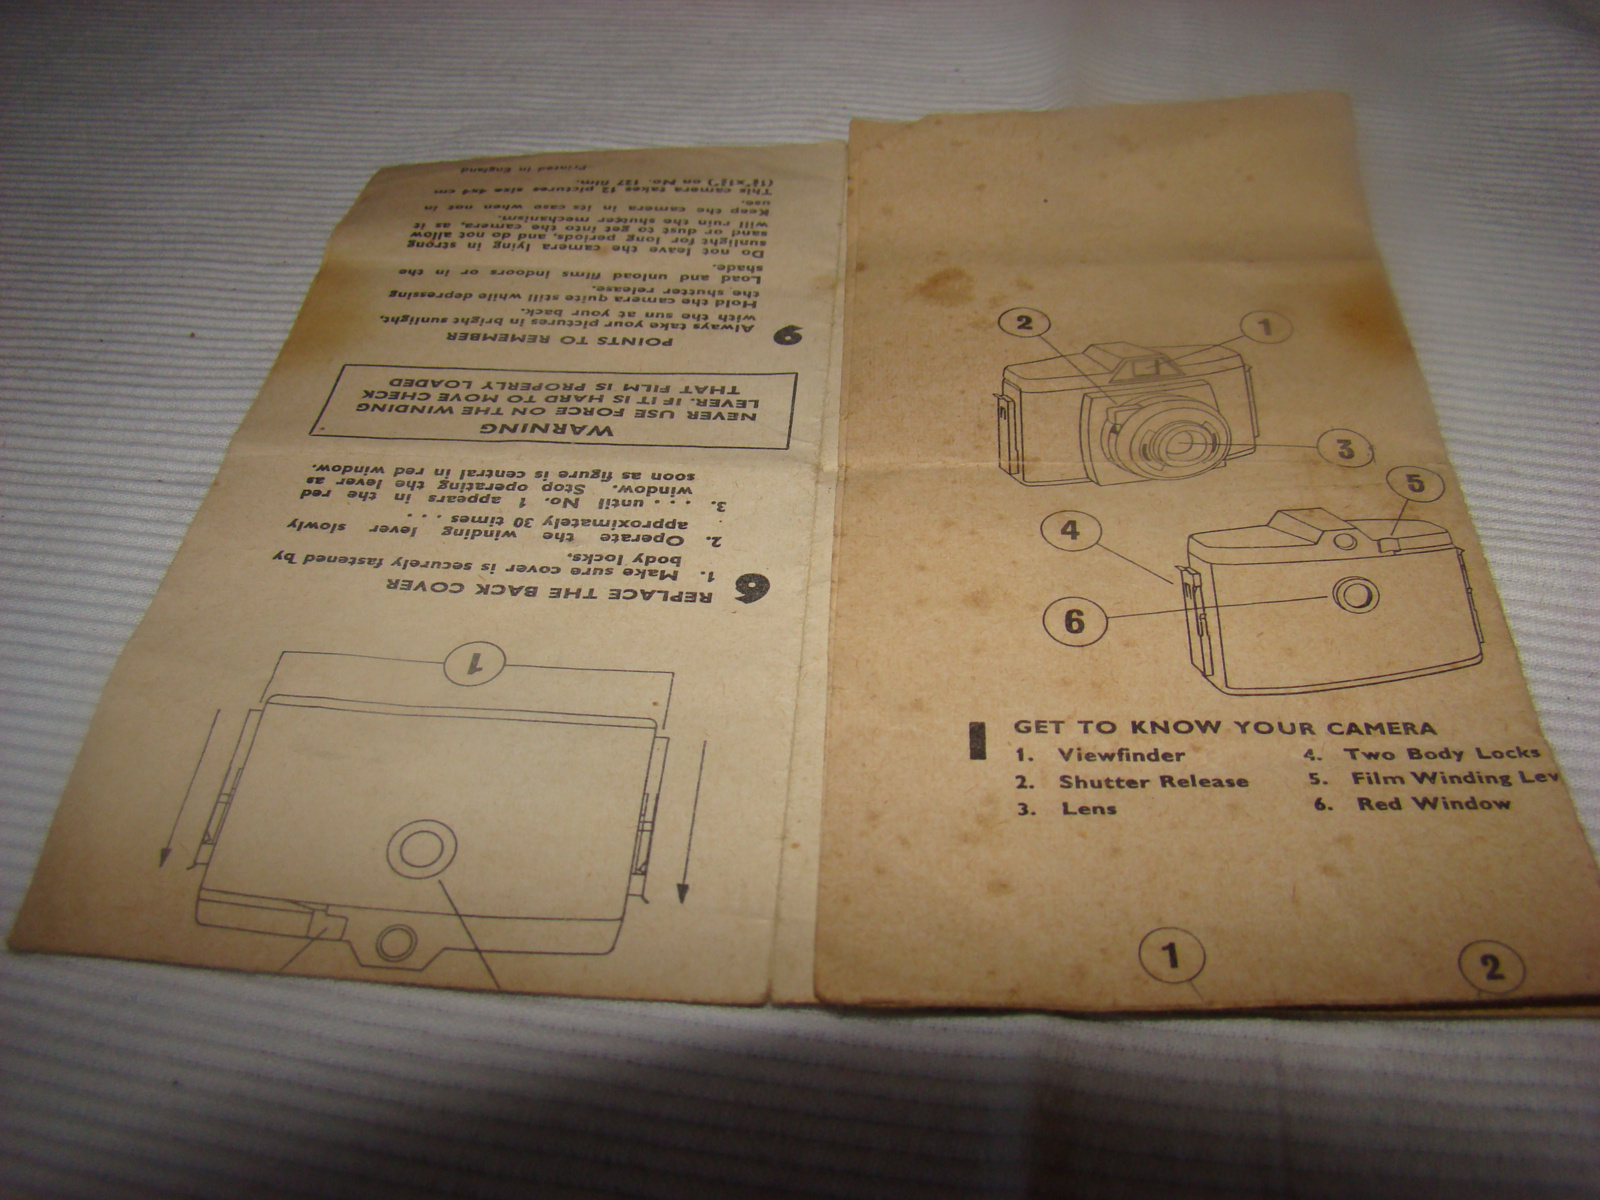 2
1
3
5
4
6
GET TO KNOW YOUR CAMERA
1. Viewfinder
2. Shutter Release
3. Lens
4. Two Body Locks
5. Film Winding Lev
6. Red Window
1
2
1
6 REPLACE THE BACK COVER
1. Make sure cover is securely fastened by
body locks.
2. Operate the winding lever slowly
approximately 30 times . . .
3. . . . . until No. 1 appears in the red
window. Stop operating the lever as
soon as figure is central in red window.
WARNING
NEVER USE FORCE ON THE WINDING
LEVER. IF IT IS HARD TO MOVE CHECK
THAT FILM IS PROPERLY LOADED
9 POINTS TO REMEMBER
Always take your pictures in bright sunlight,
with the sun at your back.
Hold the camera quite still while depressing
the shutter release.
Load and unload films indoors or in the
shade.
Do not leave the camera lying in strong
sunlight for long periods, and do not allow
sand or dust to get into the camera, as it
will ruin the shutter mechanism.
Keep the camera in its case when not in
use.
This camera takes 12 pictures size 4x4 cm
on No. 127 film.
Printed in England